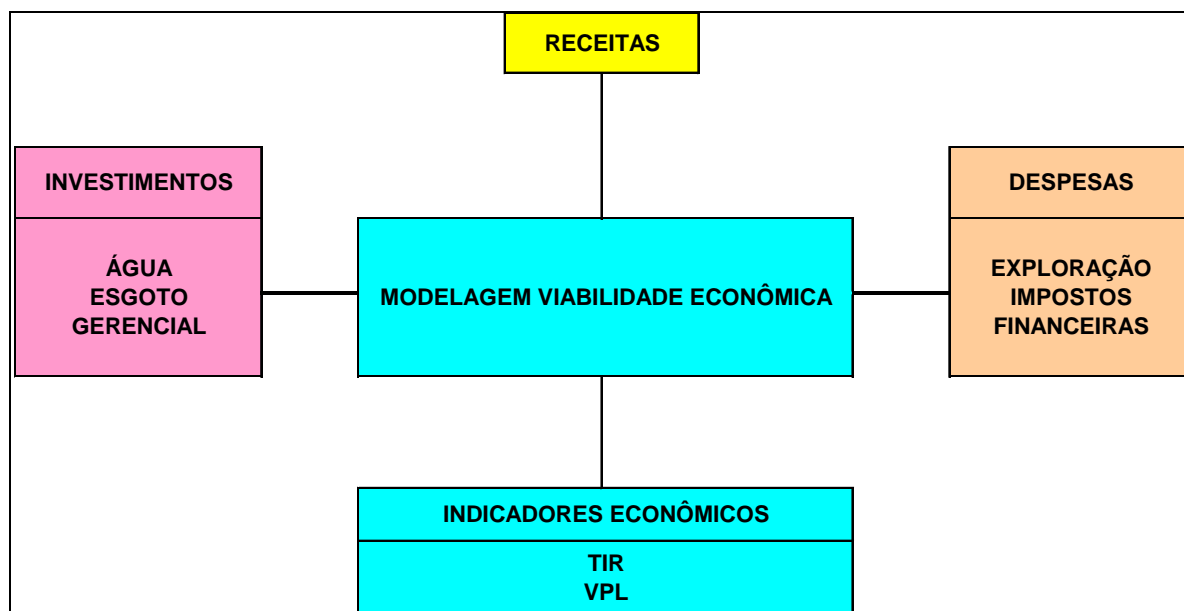 RECEITAS
INVESTIMENTOS
ÁGUA
ESGOTO
GERENCIAL
MODELAGEM VIABILIDADE ECONÔMICA
DESPESAS
EXPLORAÇÃO
IMPOSTOS
FINANCEIRAS
INDICADORES ECONÔMICOS
TIR
VPL